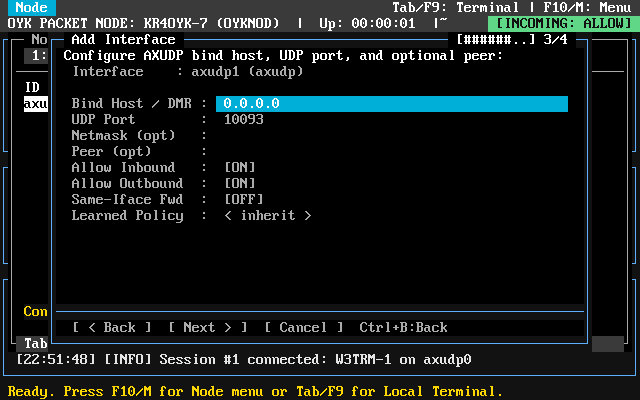 Node Tab/F9: Terminal | F10/M: Menu
OYK PACKET NODE: KR4OYK-7 (OYKNOD) | Up: 00:00:01 |~ [INCOMING: ALLOW]
No Add Interface [######..] 3/4
1: Configure AXUDP bind host, UDP port, and optional peer:
Interface : axudp1 (axudp)
ID
axu Bind Host / DMR : 0.0.0.0
UDP Port : 10093
Netmask (opt) :
Peer (opt) :
Allow Inbound : [ON]
Allow Outbound : [ON]
Same-Iface Fwd : [OFF]
Learned Policy : < inherit >
Con
[ < Back ] [ Next > ] [ Cancel ] Ctrl+B:Back
Tab
[22:51:48] [INFO] Session #1 connected: W3TRM-1 on axudp0
Ready. Press F10/M for Node menu or Tab/F9 for Local Terminal.